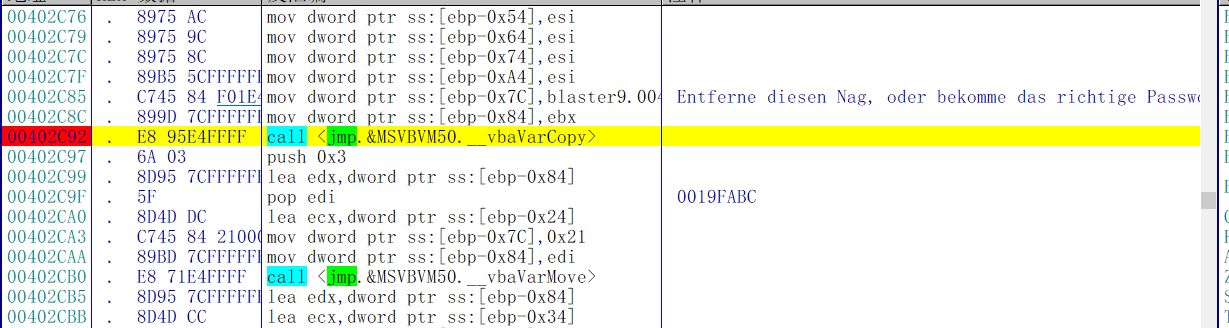 00402C76 . 8975 AC mov dword ptr ss:[ebp-0x54],esi
00402C79 . 8975 9C mov dword ptr ss:[ebp-0x64],esi
00402C7C . 8975 8C mov dword ptr ss:[ebp-0x74],esi
00402C7F . 89B5 5CFFFFFF mov dword ptr ss:[ebp-0xA4],esi
00402C85 . C745 84 F01E4 mov dword ptr ss:[ebp-0x7C],blaster9.004 Entferne diesen Nag, oder bekomme das richtige Passwo
00402C8C . 899D 7CFFFFFF mov dword ptr ss:[ebp-0x84],ebx
00402C92 . E8 95E4FFFF call <jmp.&MSVBVM50.__vbaVarCopy>
00402C97 . 6A 03 push 0x3
00402C99 . 8D95 7CFFFFFF lea edx,dword ptr ss:[ebp-0x84]
00402C9F . 5F pop edi 0019FABC
00402CA0 . 8D4D DC lea ecx,dword ptr ss:[ebp-0x24]
00402CA3 . C745 84 21000 mov dword ptr ss:[ebp-0x7C],0x21
00402CAA . 89BD 7CFFFFFF mov dword ptr ss:[ebp-0x84],edi
00402CB0 . E8 71E4FFFF call <jmp.&MSVBVM50.__vbaVarMove>
00402CB5 . 8D95 7CFFFFFF lea edx,dword ptr ss:[ebp-0x84]
00402CBB . 8D4D CC lea ecx,dword ptr ss:[ebp-0x34]